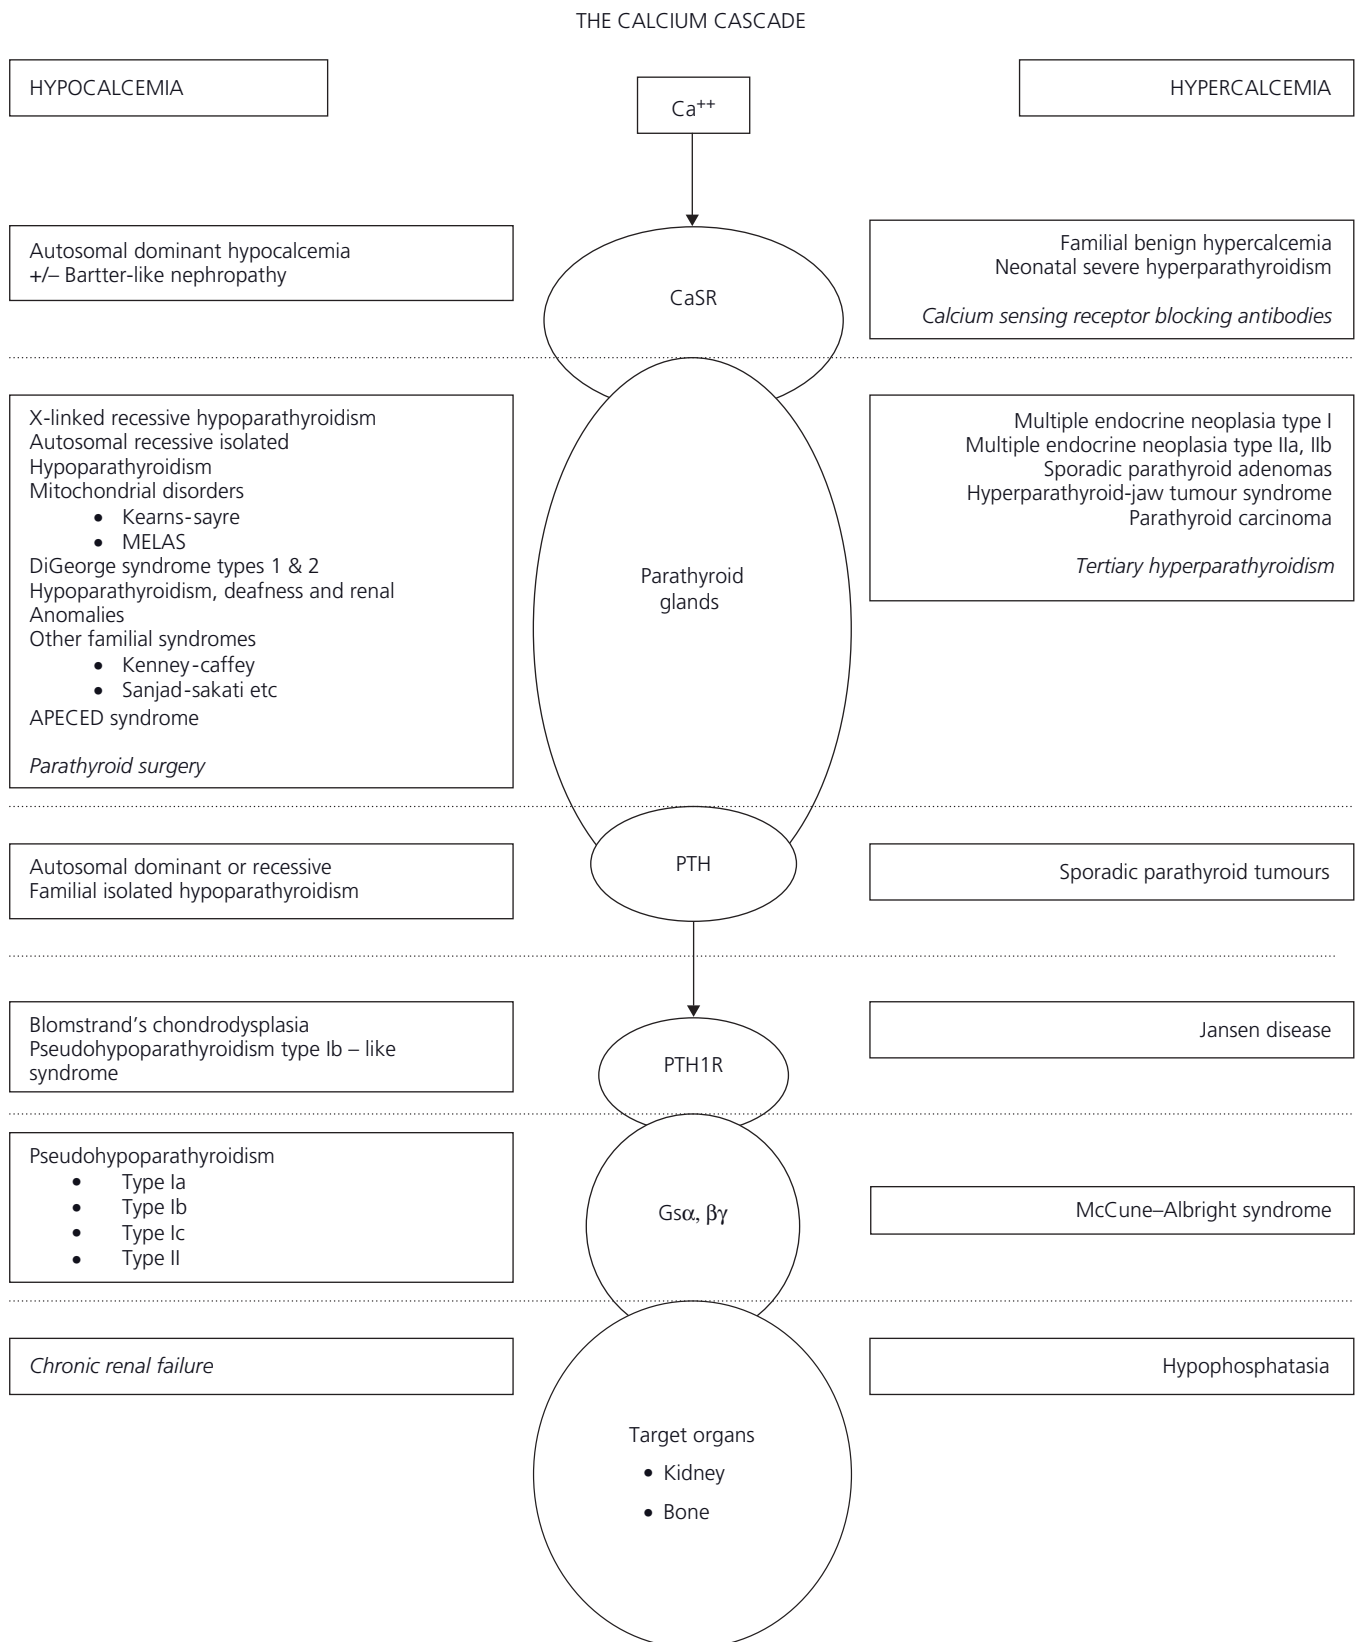 THE CALCIUM CASCADE
HYPOCALCEMIA
Ca++
HYPERCALCEMIA
Autosomal dominant hypocalcemia
+/– Bartter-like nephropathy
CaSR
Familial benign hypercalcemia
Neonatal severe hyperparathyroidism
Calcium sensing receptor blocking antibodies
X-linked recessive hypoparathyroidism
Autosomal recessive isolated
Hypoparathyroidism
Mitochondrial disorders
• Kearns-sayre
• MELAS
DiGeorge syndrome types 1 & 2
Hypoparathyroidism, deafness and renal
Anomalies
Other familial syndromes
• Kenney-caffey
• Sanjad-sakati etc
APECED syndrome
Parathyroid surgery
Parathyroid
glands
Multiple endocrine neoplasia type I
Multiple endocrine neoplasia type IIa, IIb
Sporadic parathyroid adenomas
Hyperparathyroid-jaw tumour syndrome
Parathyroid carcinoma
Tertiary hyperparathyroidism
Autosomal dominant or recessive
Familial isolated hypoparathyroidism
PTH
Sporadic parathyroid tumours
Blomstrand's chondrodysplasia
Pseudohypoparathyroidism type Ib – like
syndrome
PTH1R
Jansen disease
Pseudohypoparathyroidism
• Type Ia
• Type Ib
• Type Ic
• Type II
Gsα, βγ
McCune–Albright syndrome
Chronic renal failure
Target organs
• Kidney
• Bone
Hypophosphatasia